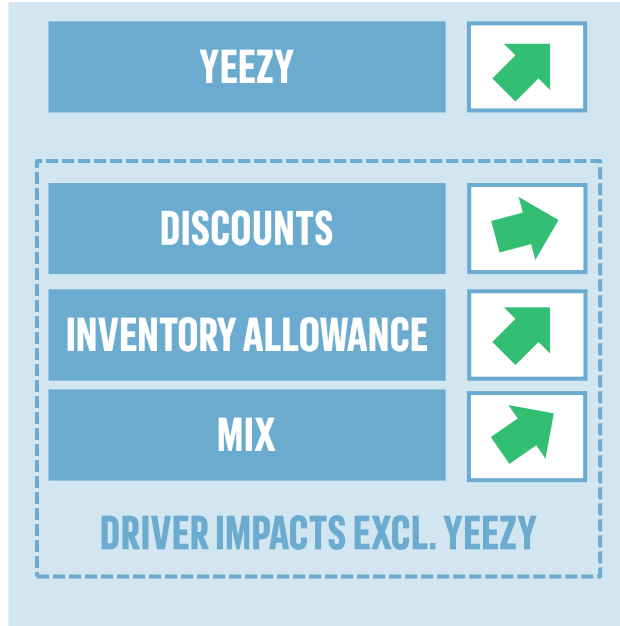 YEEZY
DISCOUNTS
INVENTORY ALLOWANCE
MIX
DRIVER IMPACTS EXCL. YEEZY